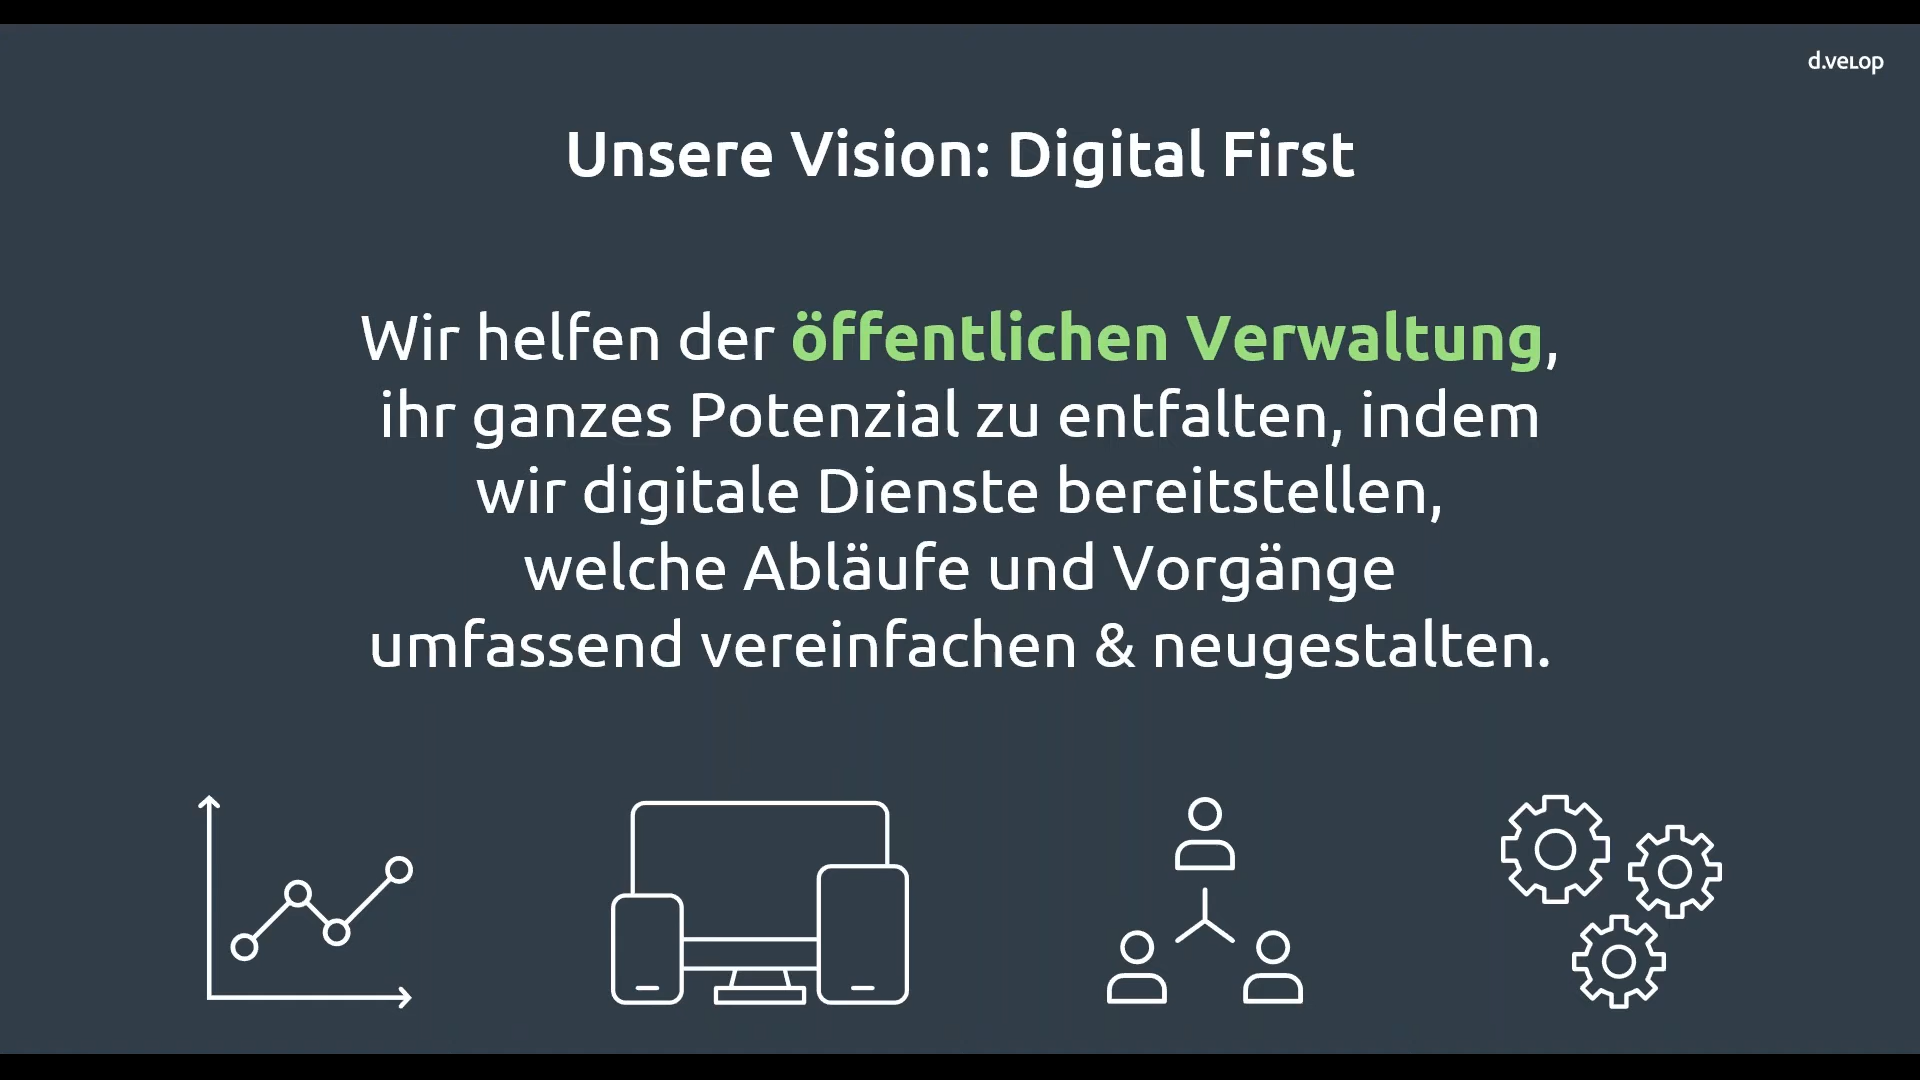 d.velop
Unsere Vision: Digital First
Wir helfen der öffentlichen Verwaltung,
ihr ganzes Potenzial zu entfalten, indem
wir digitale Dienste bereitstellen,
welche Abläufe und Vorgänge
umfassend vereinfachen & neugestalten.